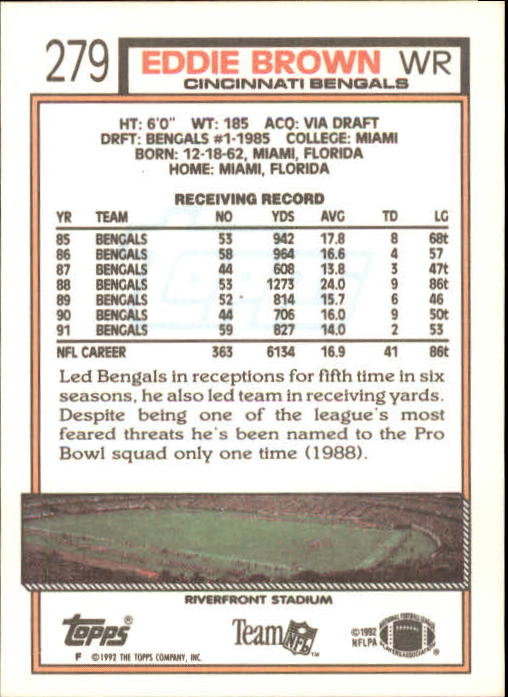 279 EDDIE BROWN WR
CINCINNATI BENGALS
HT: 6'0" WT: 185 ACQ: VIA DRAFT
DRFT: BENGALS #1-1985 COLLEGE: MIAMI
BORN: 12-18-62, MIAMI, FLORIDA
HOME: MIAMI, FLORIDA
RECEIVING RECORD
YR TEAM NO YDS AVG TD LG
85 BENGALS 53 942 17.8 8 68t
86 BENGALS 58 964 16.6 4 57
87 BENGALS 44 608 13.8 3 47t
88 BENGALS 53 1273 24.0 9 86t
89 BENGALS 52 814 15.7 6 46
90 BENGALS 44 706 16.0 9 50t
91 BENGALS 59 827 14.0 2 53
NFL CAREER 363 6134 16.9 41 86t
Led Bengals in receptions for fifth time in six
seasons, he also led team in receiving yards.
Despite being one of the league's most
feared threats he's been named to the Pro
Bowl squad only one time (1988).
RIVERFRONT STADIUM
Topps® Team NFL™ ©1992 NFLPA
F ©1992 THE TOPPS COMPANY, INC.